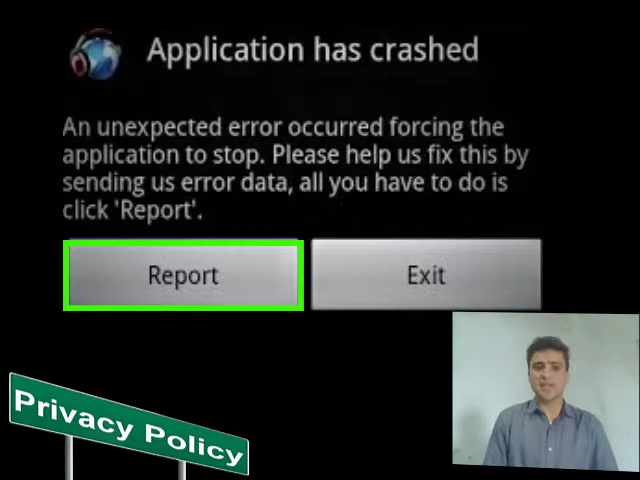 Application has crashed
An unexpected error occurred forcing the
application to stop. Please help us fix this by
sending us error data, all you have to do is
click 'Report'.
Report
Exit
Privacy Policy